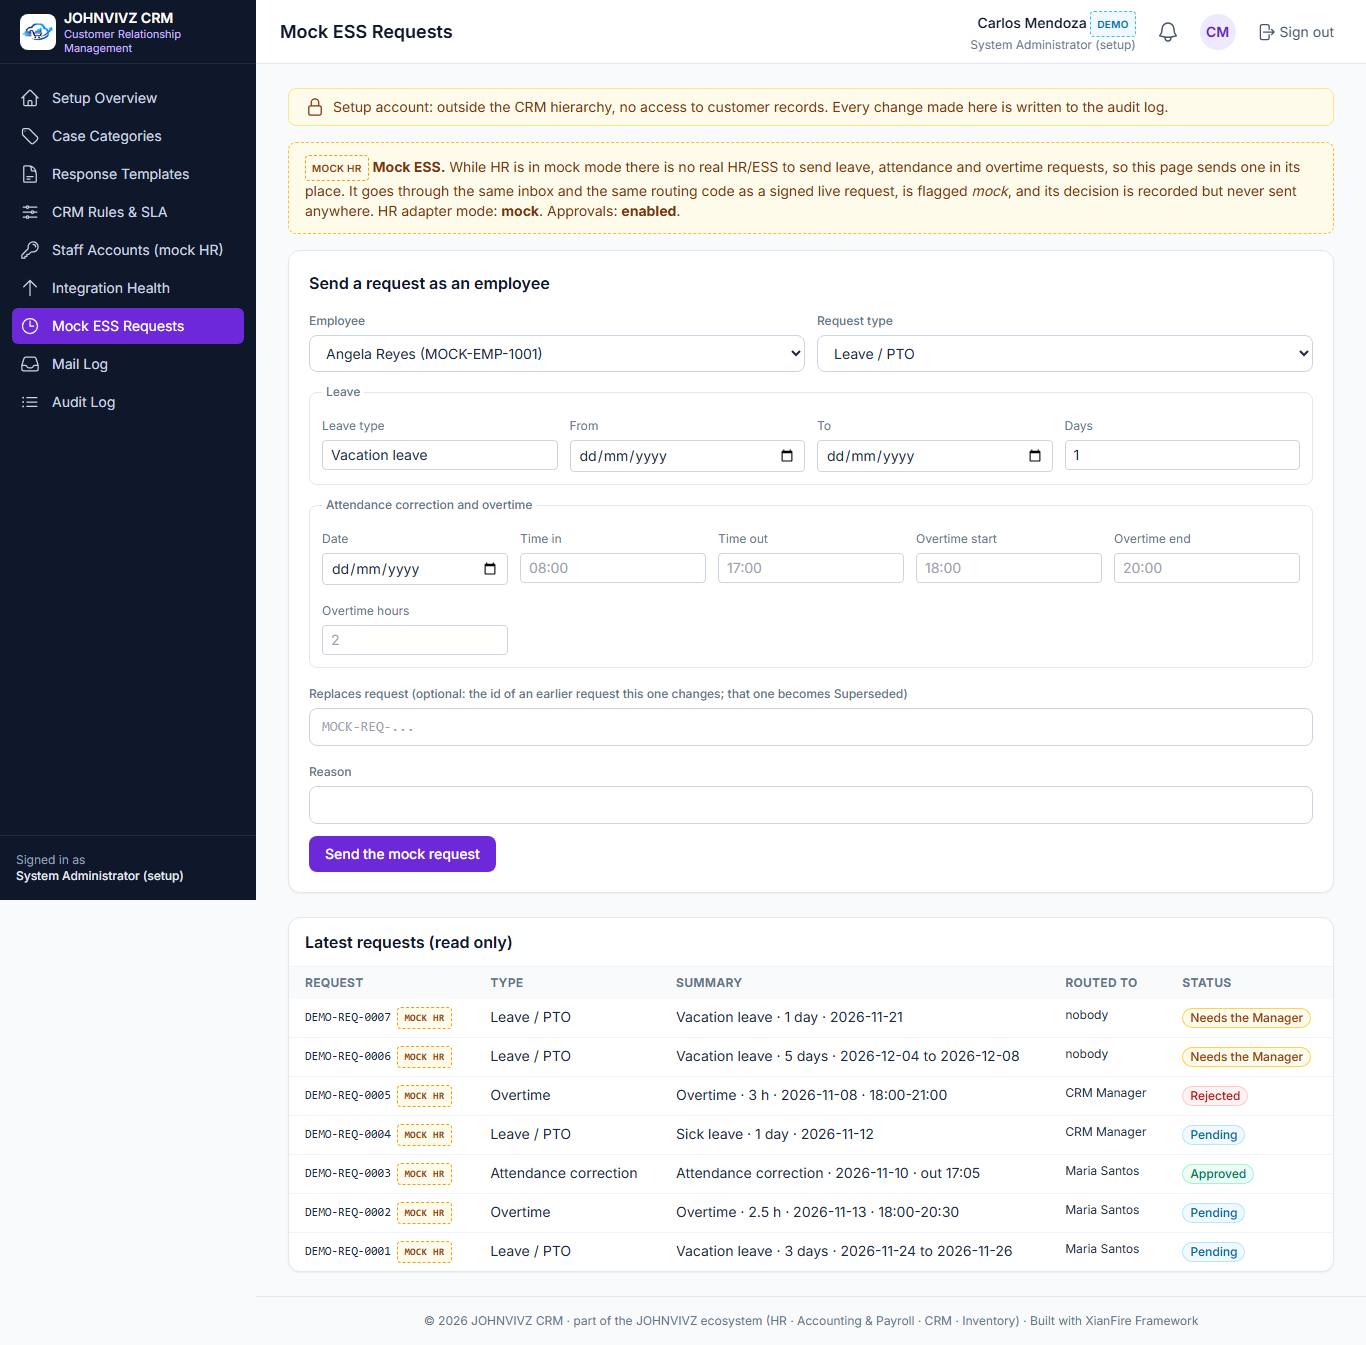 JOHNVIVZ CRM
Customer Relationship
Management
Setup Overview
Case Categories
Response Templates
CRM Rules & SLA
Staff Accounts (mock HR)
Integration Health
Mock ESS Requests
Mail Log
Audit Log
Signed in as
System Administrator (setup)
Mock ESS Requests
Carlos Mendoza DEMO
System Administrator (setup)
CM
Sign out
Setup account: outside the CRM hierarchy, no access to customer records. Every change made here is written to the audit log.
MOCK HR Mock ESS. While HR is in mock mode there is no real HR/ESS to send leave, attendance and overtime requests, so this page sends one in its
place. It goes through the same inbox and the same routing code as a signed live request, is flagged mock, and its decision is recorded but never sent
anywhere. HR adapter mode: mock. Approvals: enabled.
Send a request as an employee
Employee Request type
Angela Reyes (MOCK-EMP-1001) Leave / PTO
Leave
Leave type From To Days
Vacation leave dd/mm/yyyy dd/mm/yyyy 1
Attendance correction and overtime
Date Time in Time out Overtime start Overtime end
dd/mm/yyyy 08:00 17:00 18:00 20:00
Overtime hours
2
Replaces request (optional: the id of an earlier request this one changes; that one becomes Superseded)
MOCK-REQ-...
Reason
Send the mock request
Latest requests (read only)
REQUEST TYPE SUMMARY ROUTED TO STATUS
DEMO-REQ-0007 MOCK HR Leave / PTO Vacation leave · 1 day · 2026-11-21 nobody Needs the Manager
DEMO-REQ-0006 MOCK HR Leave / PTO Vacation leave · 5 days · 2026-12-04 to 2026-12-08 nobody Needs the Manager
DEMO-REQ-0005 MOCK HR Overtime Overtime · 3 h · 2026-11-08 · 18:00-21:00 CRM Manager Rejected
DEMO-REQ-0004 MOCK HR Leave / PTO Sick leave · 1 day · 2026-11-12 CRM Manager Pending
DEMO-REQ-0003 MOCK HR Attendance correction Attendance correction · 2026-11-10 · out 17:05 Maria Santos Approved
DEMO-REQ-0002 MOCK HR Overtime Overtime · 2.5 h · 2026-11-13 · 18:00-20:30 Maria Santos Pending
DEMO-REQ-0001 MOCK HR Leave / PTO Vacation leave · 3 days · 2026-11-24 to 2026-11-26 Maria Santos Pending
© 2026 JOHNVIVZ CRM · part of the JOHNVIVZ ecosystem (HR · Accounting & Payroll · CRM · Inventory) · Built with XianFire Framework